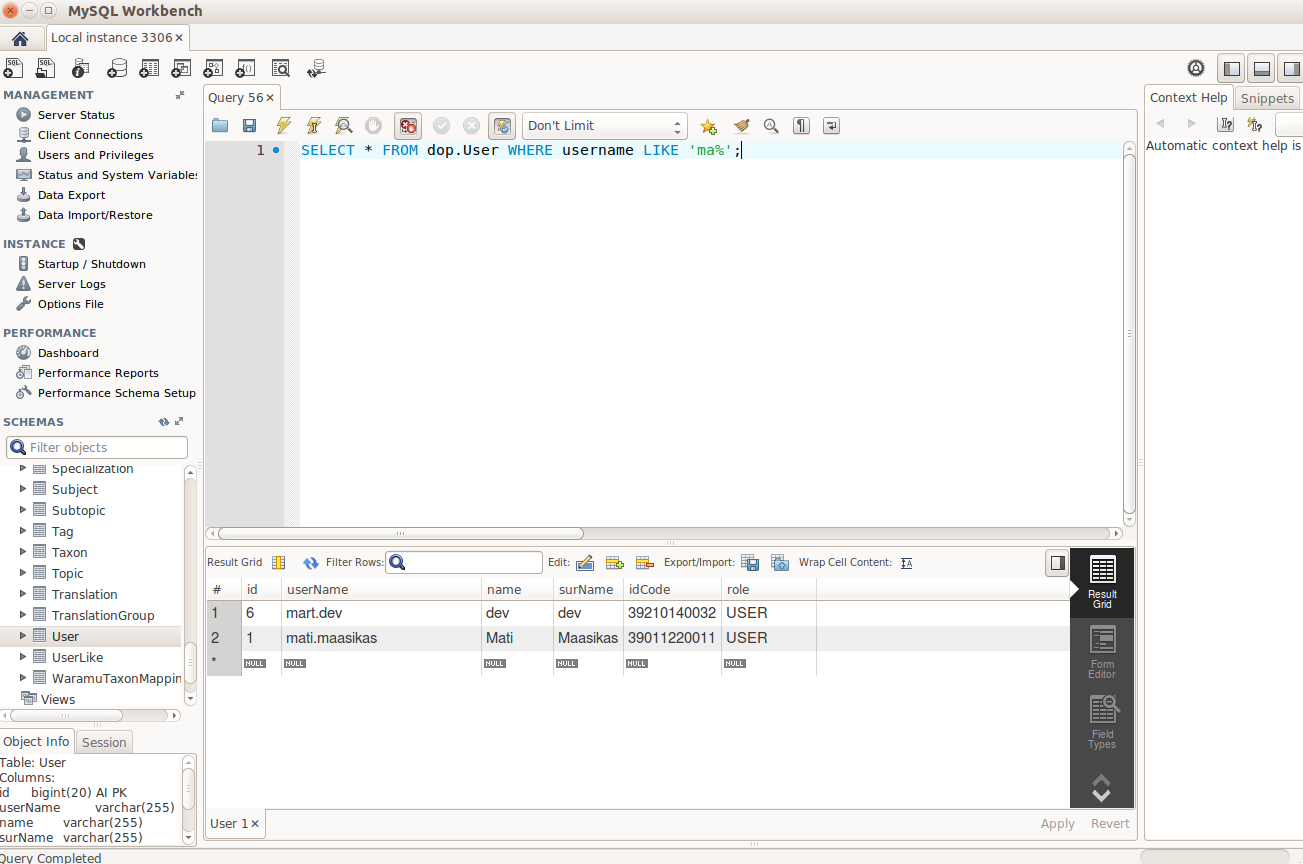 MySQL Workbench
Local instance 3306
MANAGEMENT
Server Status
Client Connections
Users and Privileges
Status and System Variables
Data Export
Data Import/Restore
INSTANCE
Startup / Shutdown
Server Logs
Options File
PERFORMANCE
Dashboard
Performance Reports
Performance Schema Setup
SCHEMAS
Filter objects
Specialization
Subject
Subtopic
Tag
Taxon
Topic
Translation
TranslationGroup
User
UserLike
WaramuTaxonMappin
Views
Object Info Session
Table: User
Columns:
id bigint(20) AI PK
userName varchar(255)
name varchar(255)
surName varchar(255)
Query Completed
Query 56
Don't Limit
1 SELECT * FROM dop.User WHERE username LIKE 'ma%';
Result Grid Filter Rows: Edit: Export/Import: Wrap Cell Content:
# id userName name surName idCode role
1 6 mart.dev dev dev 39210140032 USER
2 1 mati.maasikas Mati Maasikas 39011220011 USER
* NULL NULL NULL NULL NULL NULL
Result
Grid
Form
Editor
Field
Types
User 1
Apply Revert
Context Help Snippets
Automatic context help is